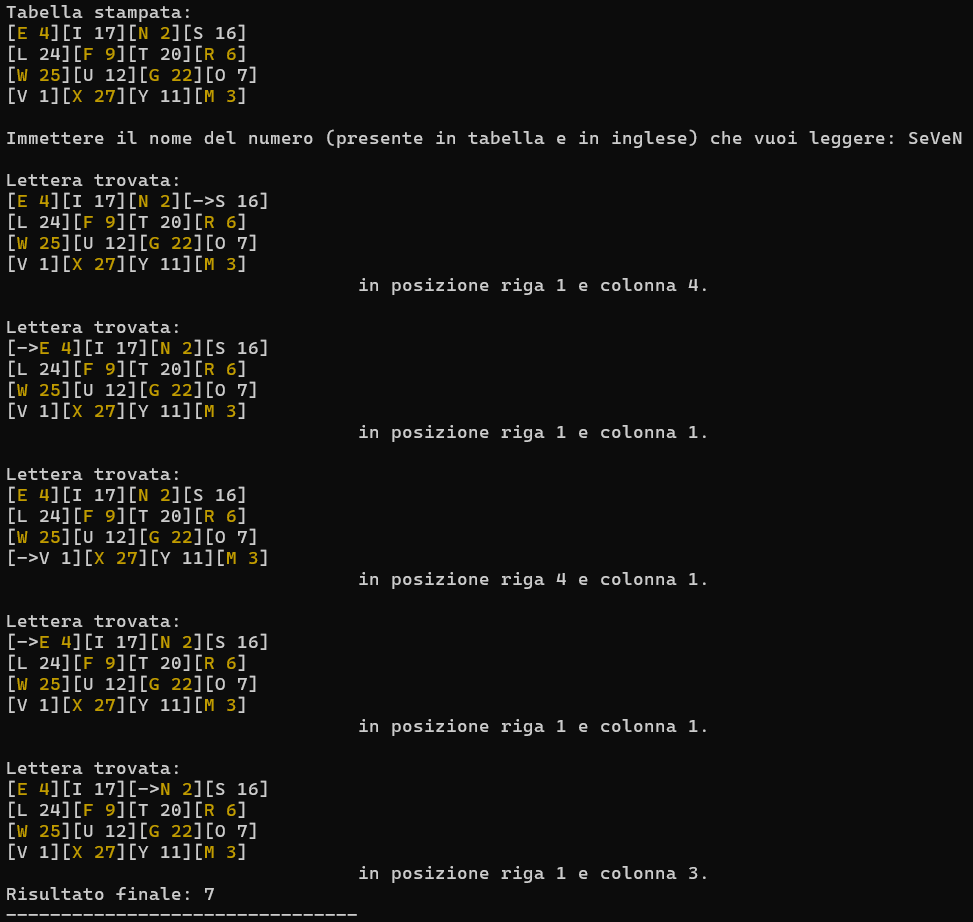 Tabella stampata:
[E 4][I 17][N 2][S 16]
[L 24][F 9][T 20][R 6]
[W 25][U 12][G 22][O 7]
[V 1][X 27][Y 11][M 3]
Immettere il nome del numero (presente in tabella e in inglese) che vuoi leggere: SeVeN
Lettera trovata:
[E 4][I 17][N 2][->S 16]
[L 24][F 9][T 20][R 6]
[W 25][U 12][G 22][O 7]
[V 1][X 27][Y 11][M 3]
in posizione riga 1 e colonna 4.
Lettera trovata:
[->E 4][I 17][N 2][S 16]
[L 24][F 9][T 20][R 6]
[W 25][U 12][G 22][O 7]
[V 1][X 27][Y 11][M 3]
in posizione riga 1 e colonna 1.
Lettera trovata:
[E 4][I 17][N 2][S 16]
[L 24][F 9][T 20][R 6]
[W 25][U 12][G 22][O 7]
[->V 1][X 27][Y 11][M 3]
in posizione riga 4 e colonna 1.
Lettera trovata:
[->E 4][I 17][N 2][S 16]
[L 24][F 9][T 20][R 6]
[W 25][U 12][G 22][O 7]
[V 1][X 27][Y 11][M 3]
in posizione riga 1 e colonna 1.
Lettera trovata:
[E 4][I 17][->N 2][S 16]
[L 24][F 9][T 20][R 6]
[W 25][U 12][G 22][O 7]
[V 1][X 27][Y 11][M 3]
in posizione riga 1 e colonna 3.
Risultato finale: 7
--------------------------------